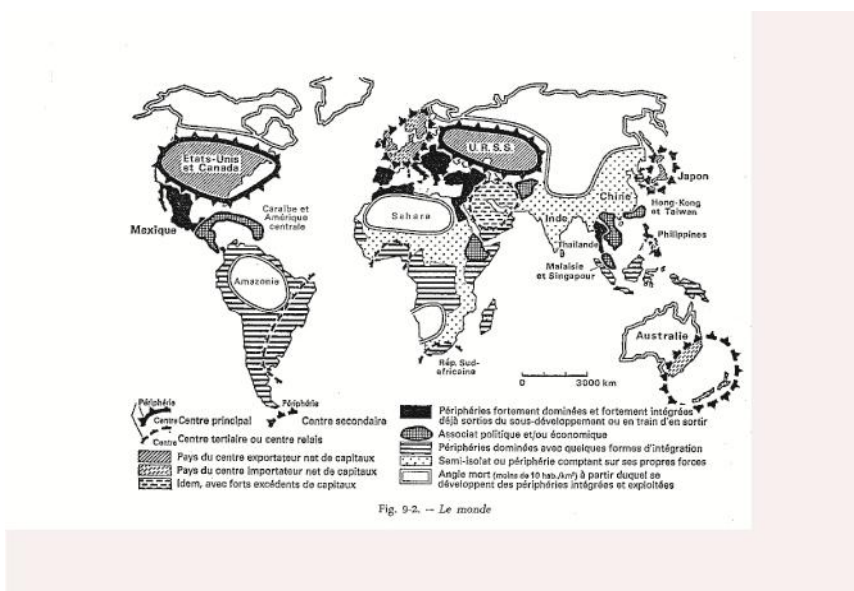 États-Unis
et Canada
U.R.S.S.
Japon
Chine
Hong-Kong
et Taiwan
Caraïbe et
Amérique
centrale
Sahara
Inde
Mexique
Philippines
Thaïlande
Malaisie
et Singapour
Amazonie
Australie
Rép. Sud-
africaine
0 3000 km
Périphérie
Centre
Centre principal
Périphérie
Centre secondaire
Centre
Centre tertiaire ou centre relais
Pays du centre exportateur net de capitaux
Pays du centre importateur net de capitaux
Idem, avec forts excédents de capitaux
Périphéries fortement dominées et fortement intégrées
déjà sorties du sous-développement ou en train d'en sortir
Associat politique et/ou économique
Périphéries dominées avec quelques formes d'intégration
Semi-isolat ou périphérie comptant sur ses propres forces
Angle mort (moins de 10 hab./km²) à partir duquel se
développent des périphéries intégrées et exploitées
Fig. 9-2. — Le monde